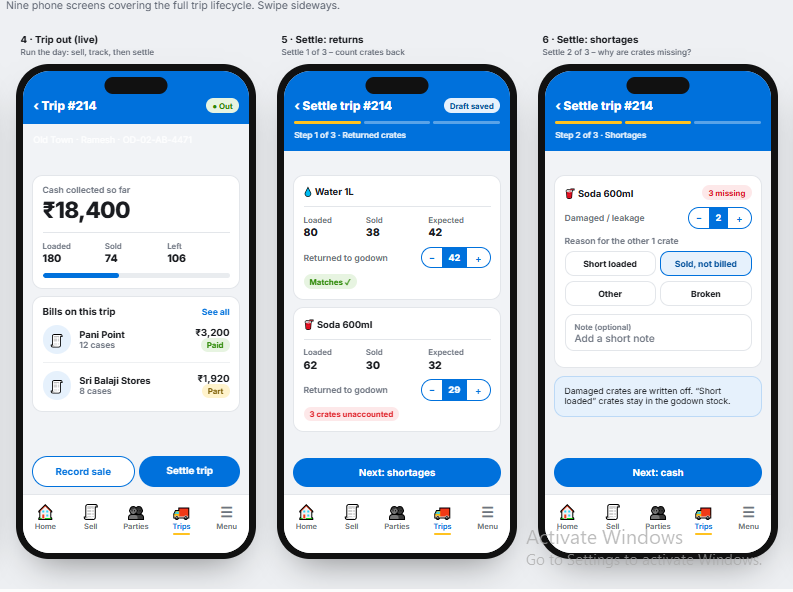 Nine phone screens covering the full trip lifecycle. Swipe sideways.
4 · Trip out (live)
Run the day: sell, track, then settle
‹ Trip #214
● Out
Old Town · Ramesh · OD-02-AB-4471
Cash collected so far
₹18,400
Loaded Sold Left
180 74 106
Bills on this trip See all
Pani Point ₹3,200
12 cases Paid
Sri Balaji Stores ₹1,920
8 cases Part
Record sale Settle trip
Home Sell Parties Trips Menu
5 · Settle: returns
Settle 1 of 3 – count crates back
‹ Settle trip #214 Draft saved
Step 1 of 3 · Returned crates
Water 1L
Loaded Sold Expected
80 38 42
Returned to godown − 42 +
Matches ✓
Soda 600ml
Loaded Sold Expected
62 30 32
Returned to godown − 29 +
3 crates unaccounted
Next: shortages
Home Sell Parties Trips Menu
6 · Settle: shortages
Settle 2 of 3 – why are crates missing?
‹ Settle trip #214
Step 2 of 3 · Shortages
Soda 600ml 3 missing
Damaged / leakage − 2 +
Reason for the other 1 crate
Short loaded Sold, not billed
Other Broken
Note (optional)
Add a short note
Damaged crates are written off. “Short
loaded” crates stay in the godown stock.
Next: cash
Home Sell Parties Trips Menu
Activate Windows
Go to Settings to activate Windows.